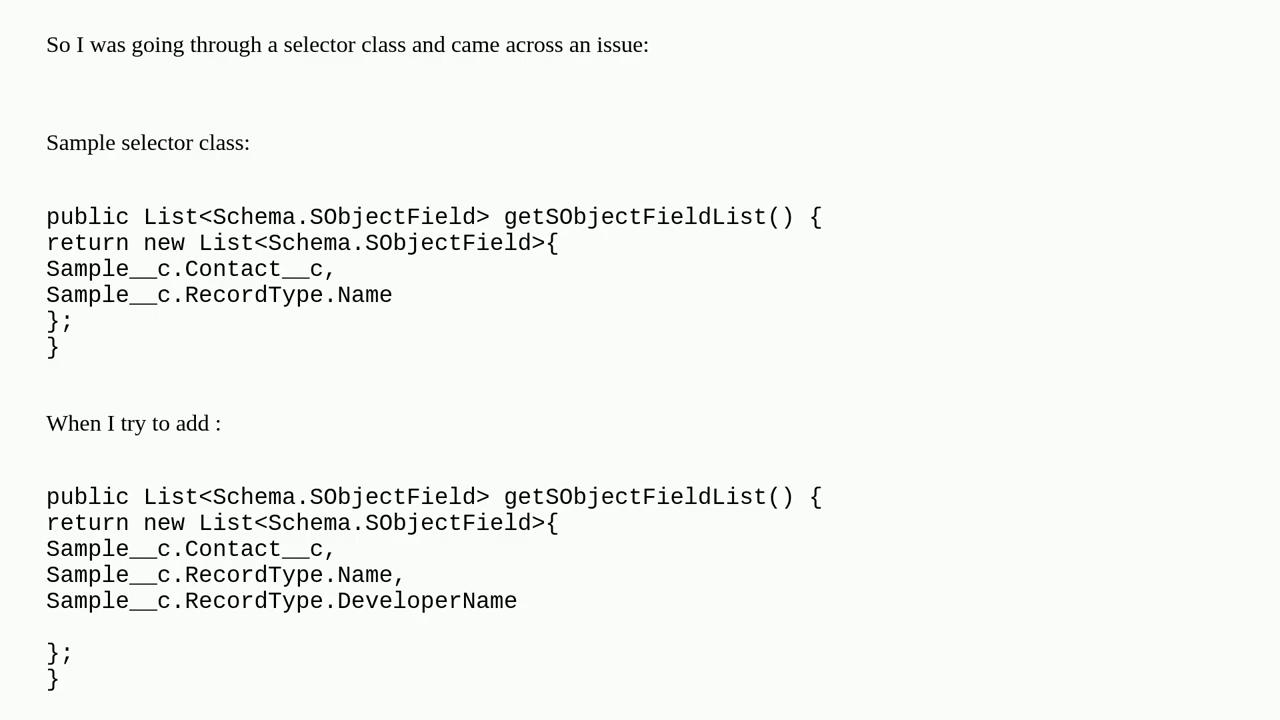 So I was going through a selector class and came across an issue:
Sample selector class:
public List<Schema.SObjectField> getSObjectFieldList() {
return new List<Schema.SObjectField>{
Sample__c.Contact__c,
Sample__c.RecordType.Name
};
}
When I try to add :
public List<Schema.SObjectField> getSObjectFieldList() {
return new List<Schema.SObjectField>{
Sample__c.Contact__c,
Sample__c.RecordType.Name,
Sample__c.RecordType.DeveloperName
};
}